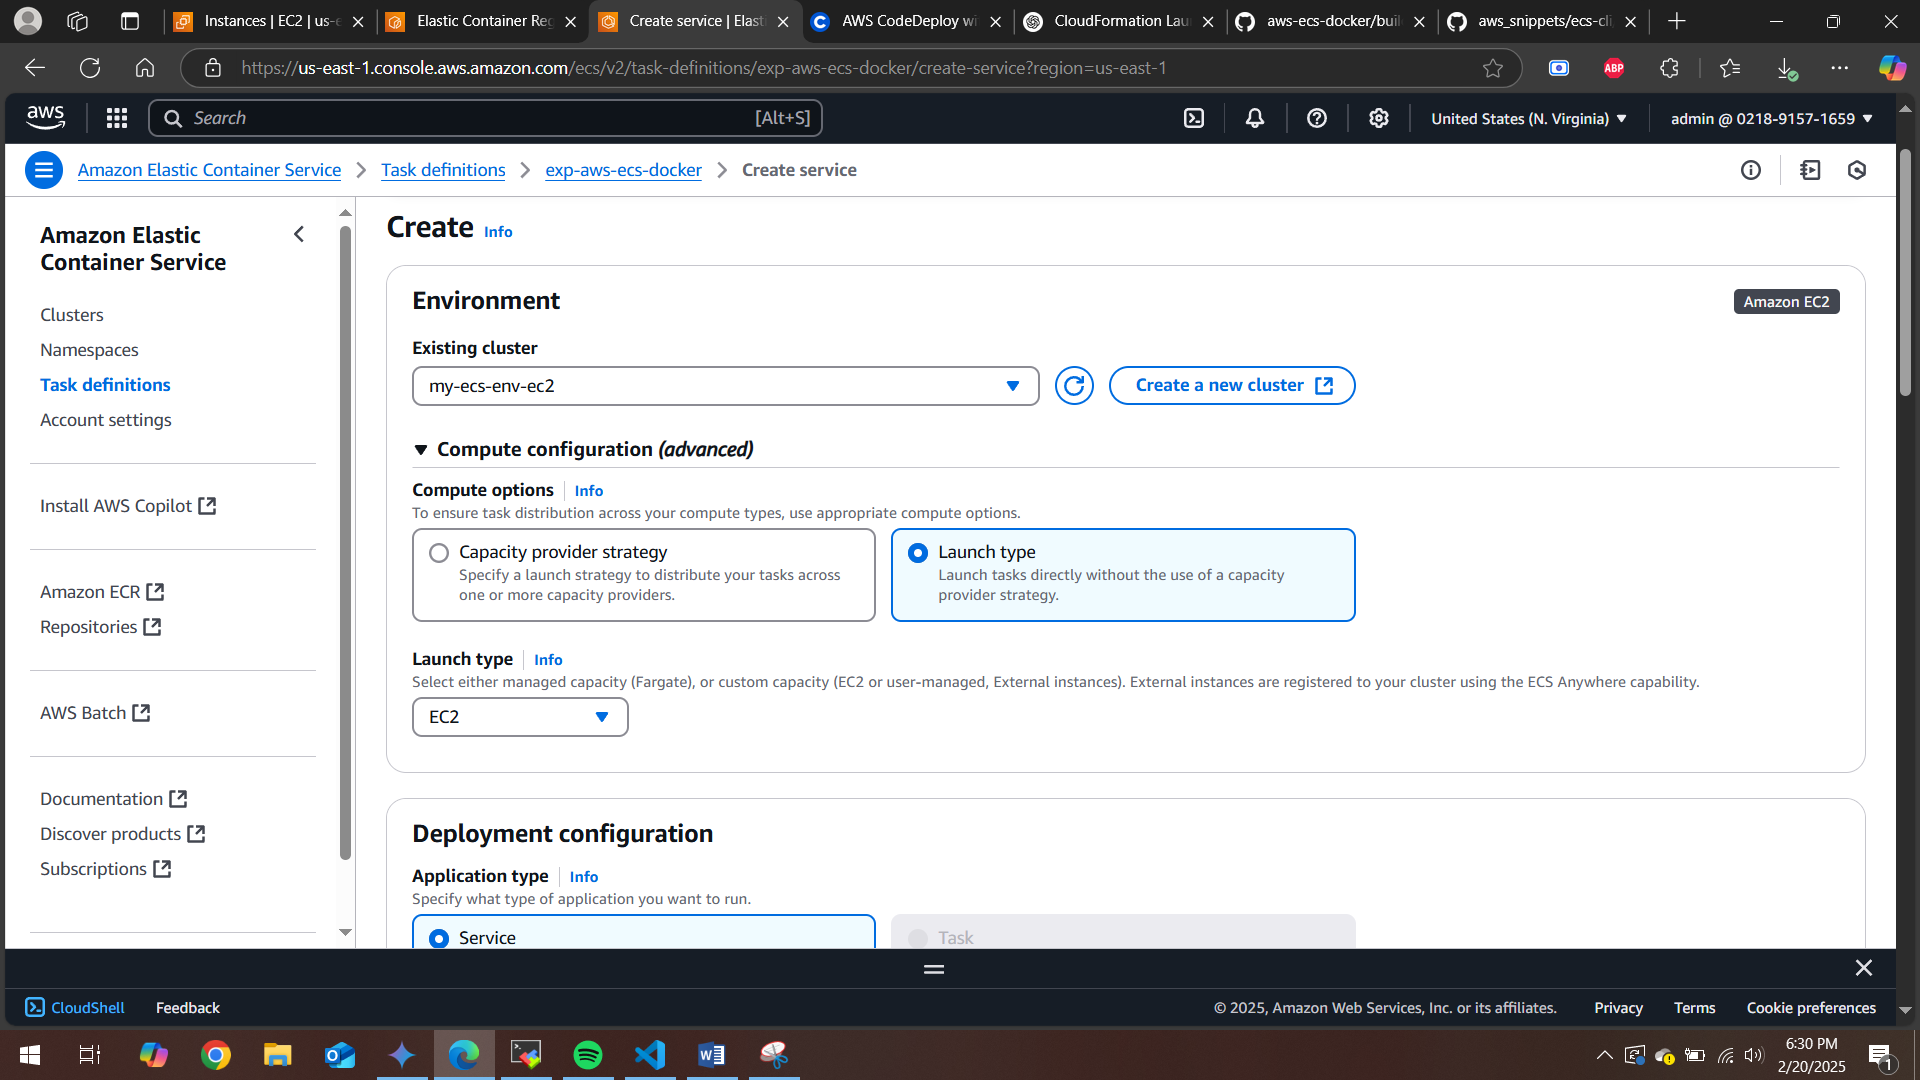 Instances | EC2 | us-e
Elastic Container Reg
Create service | Elasti
AWS CodeDeploy wi
CloudFormation Lau
aws-ecs-docker/buil
aws_snippets/ecs-cli
https://us-east-1.console.aws.amazon.com/ecs/v2/task-definitions/exp-aws-ecs-docker/create-service?region=us-east-1
ABP
aws
Search
[Alt+S]
United States (N. Virginia)
admin @ 0218-9157-1659
Amazon Elastic Container Service
Task definitions
exp-aws-ecs-docker
Create service
Amazon Elastic
Container Service
Clusters
Namespaces
Task definitions
Account settings
Install AWS Copilot
Amazon ECR
Repositories
AWS Batch
Documentation
Discover products
Subscriptions
Create Info
Environment
Amazon EC2
Existing cluster
my-ecs-env-ec2
Create a new cluster
Compute configuration (advanced)
Compute options Info
To ensure task distribution across your compute types, use appropriate compute options.
Capacity provider strategy
Specify a launch strategy to distribute your tasks across
one or more capacity providers.
Launch type
Launch tasks directly without the use of a capacity
provider strategy.
Launch type Info
Select either managed capacity (Fargate), or custom capacity (EC2 or user-managed, External instances). External instances are registered to your cluster using the ECS Anywhere capability.
EC2
Deployment configuration
Application type Info
Specify what type of application you want to run.
Service
Task
CloudShell
Feedback
© 2025, Amazon Web Services, Inc. or its affiliates.
Privacy
Terms
Cookie preferences
6:30 PM
2/20/2025
1